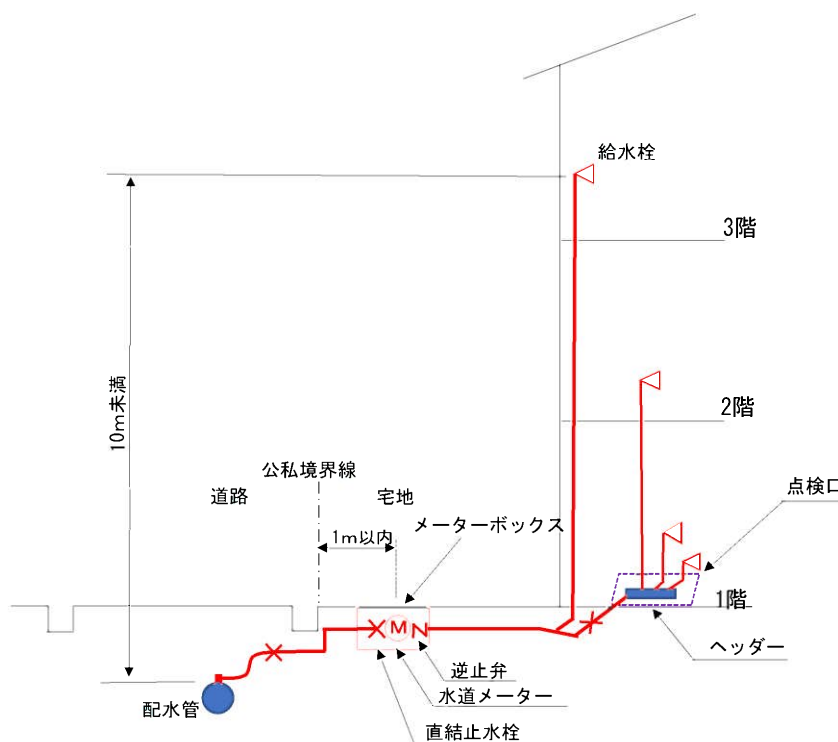 給水栓
3階
10m未満
2階
公私境界線
道路
宅地
点検口
メーターボックス
1m以内
1階
M
N
ヘッダー
逆止弁
水道メーター
配水管
直結止水栓